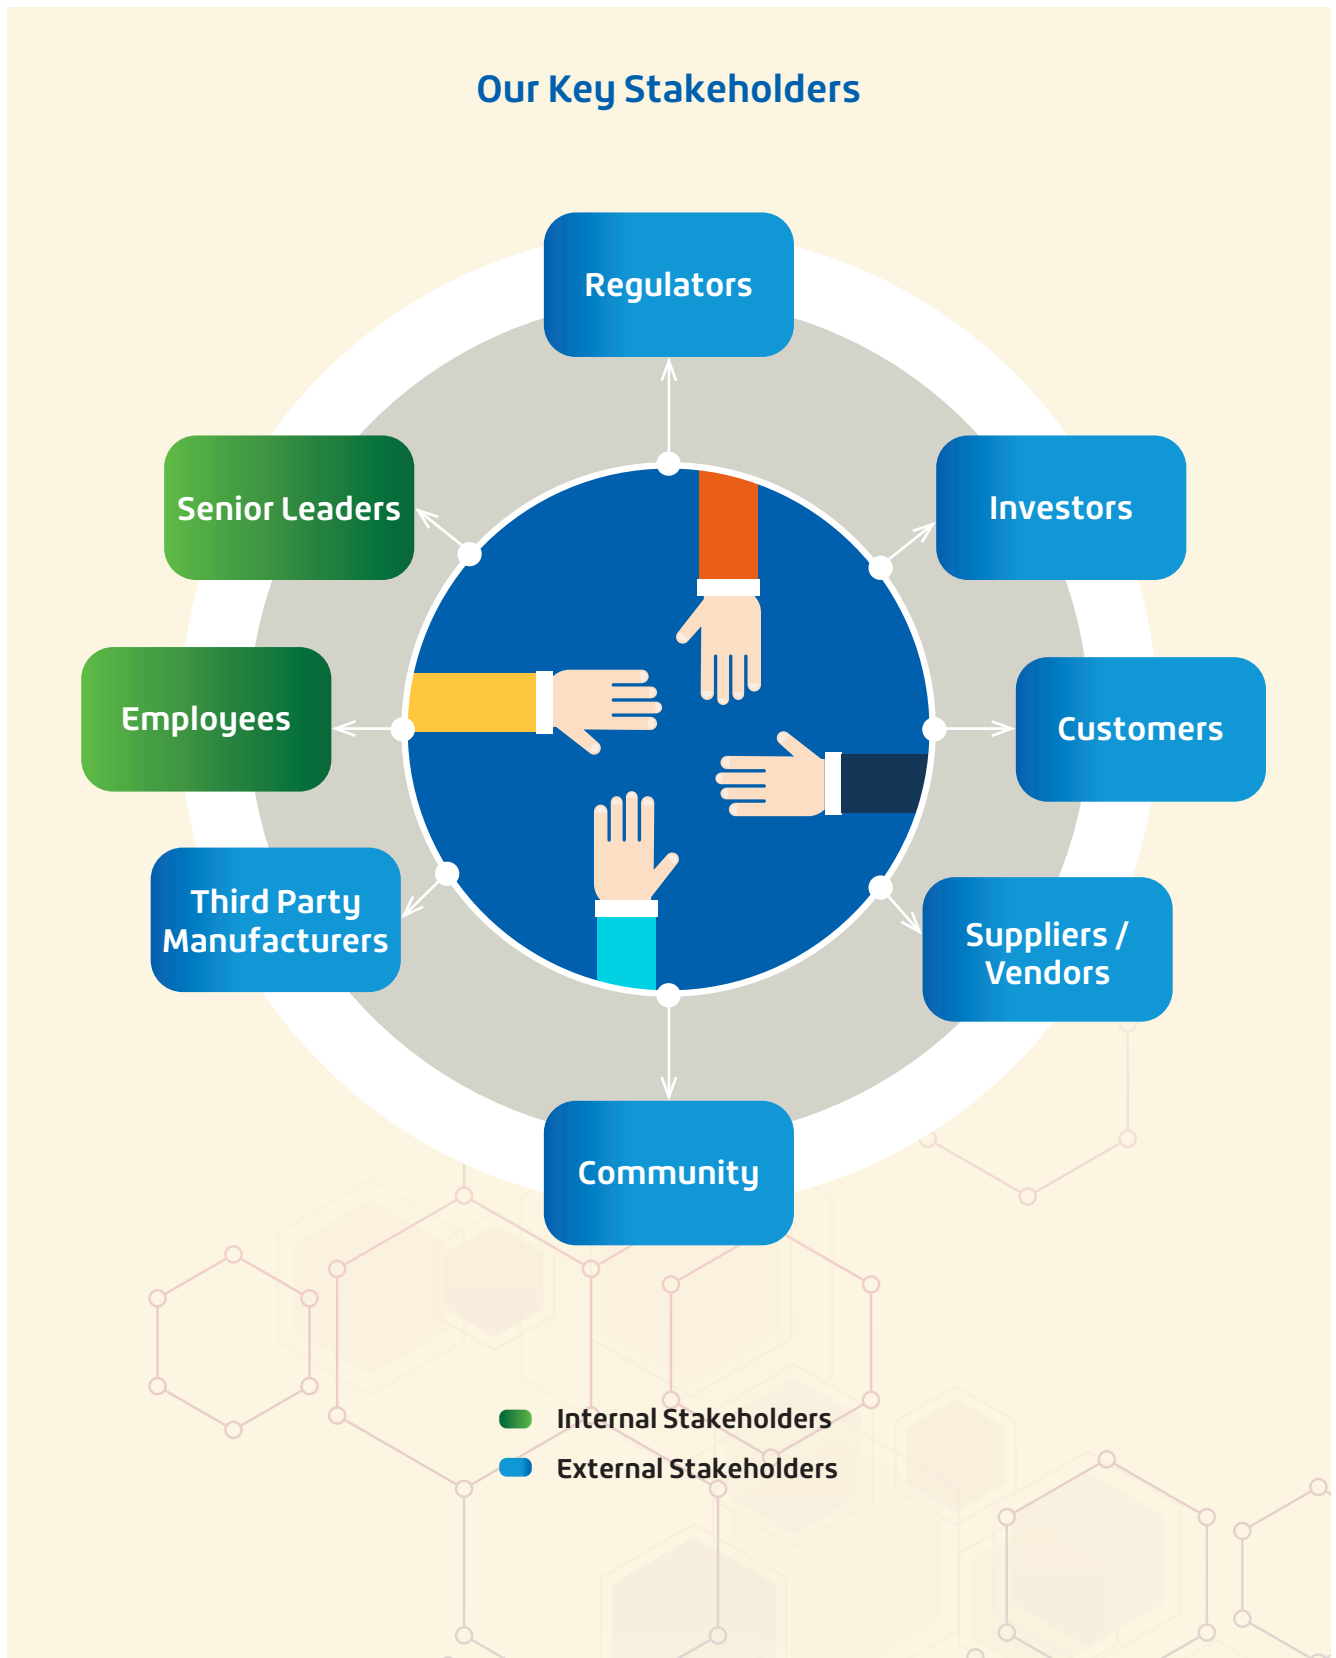 Our Key Stakeholders
Regulators
Senior Leaders
Investors
Employees
Customers
Third Party
Manufacturers
Suppliers /
Vendors
Community
Internal Stakeholders
External Stakeholders